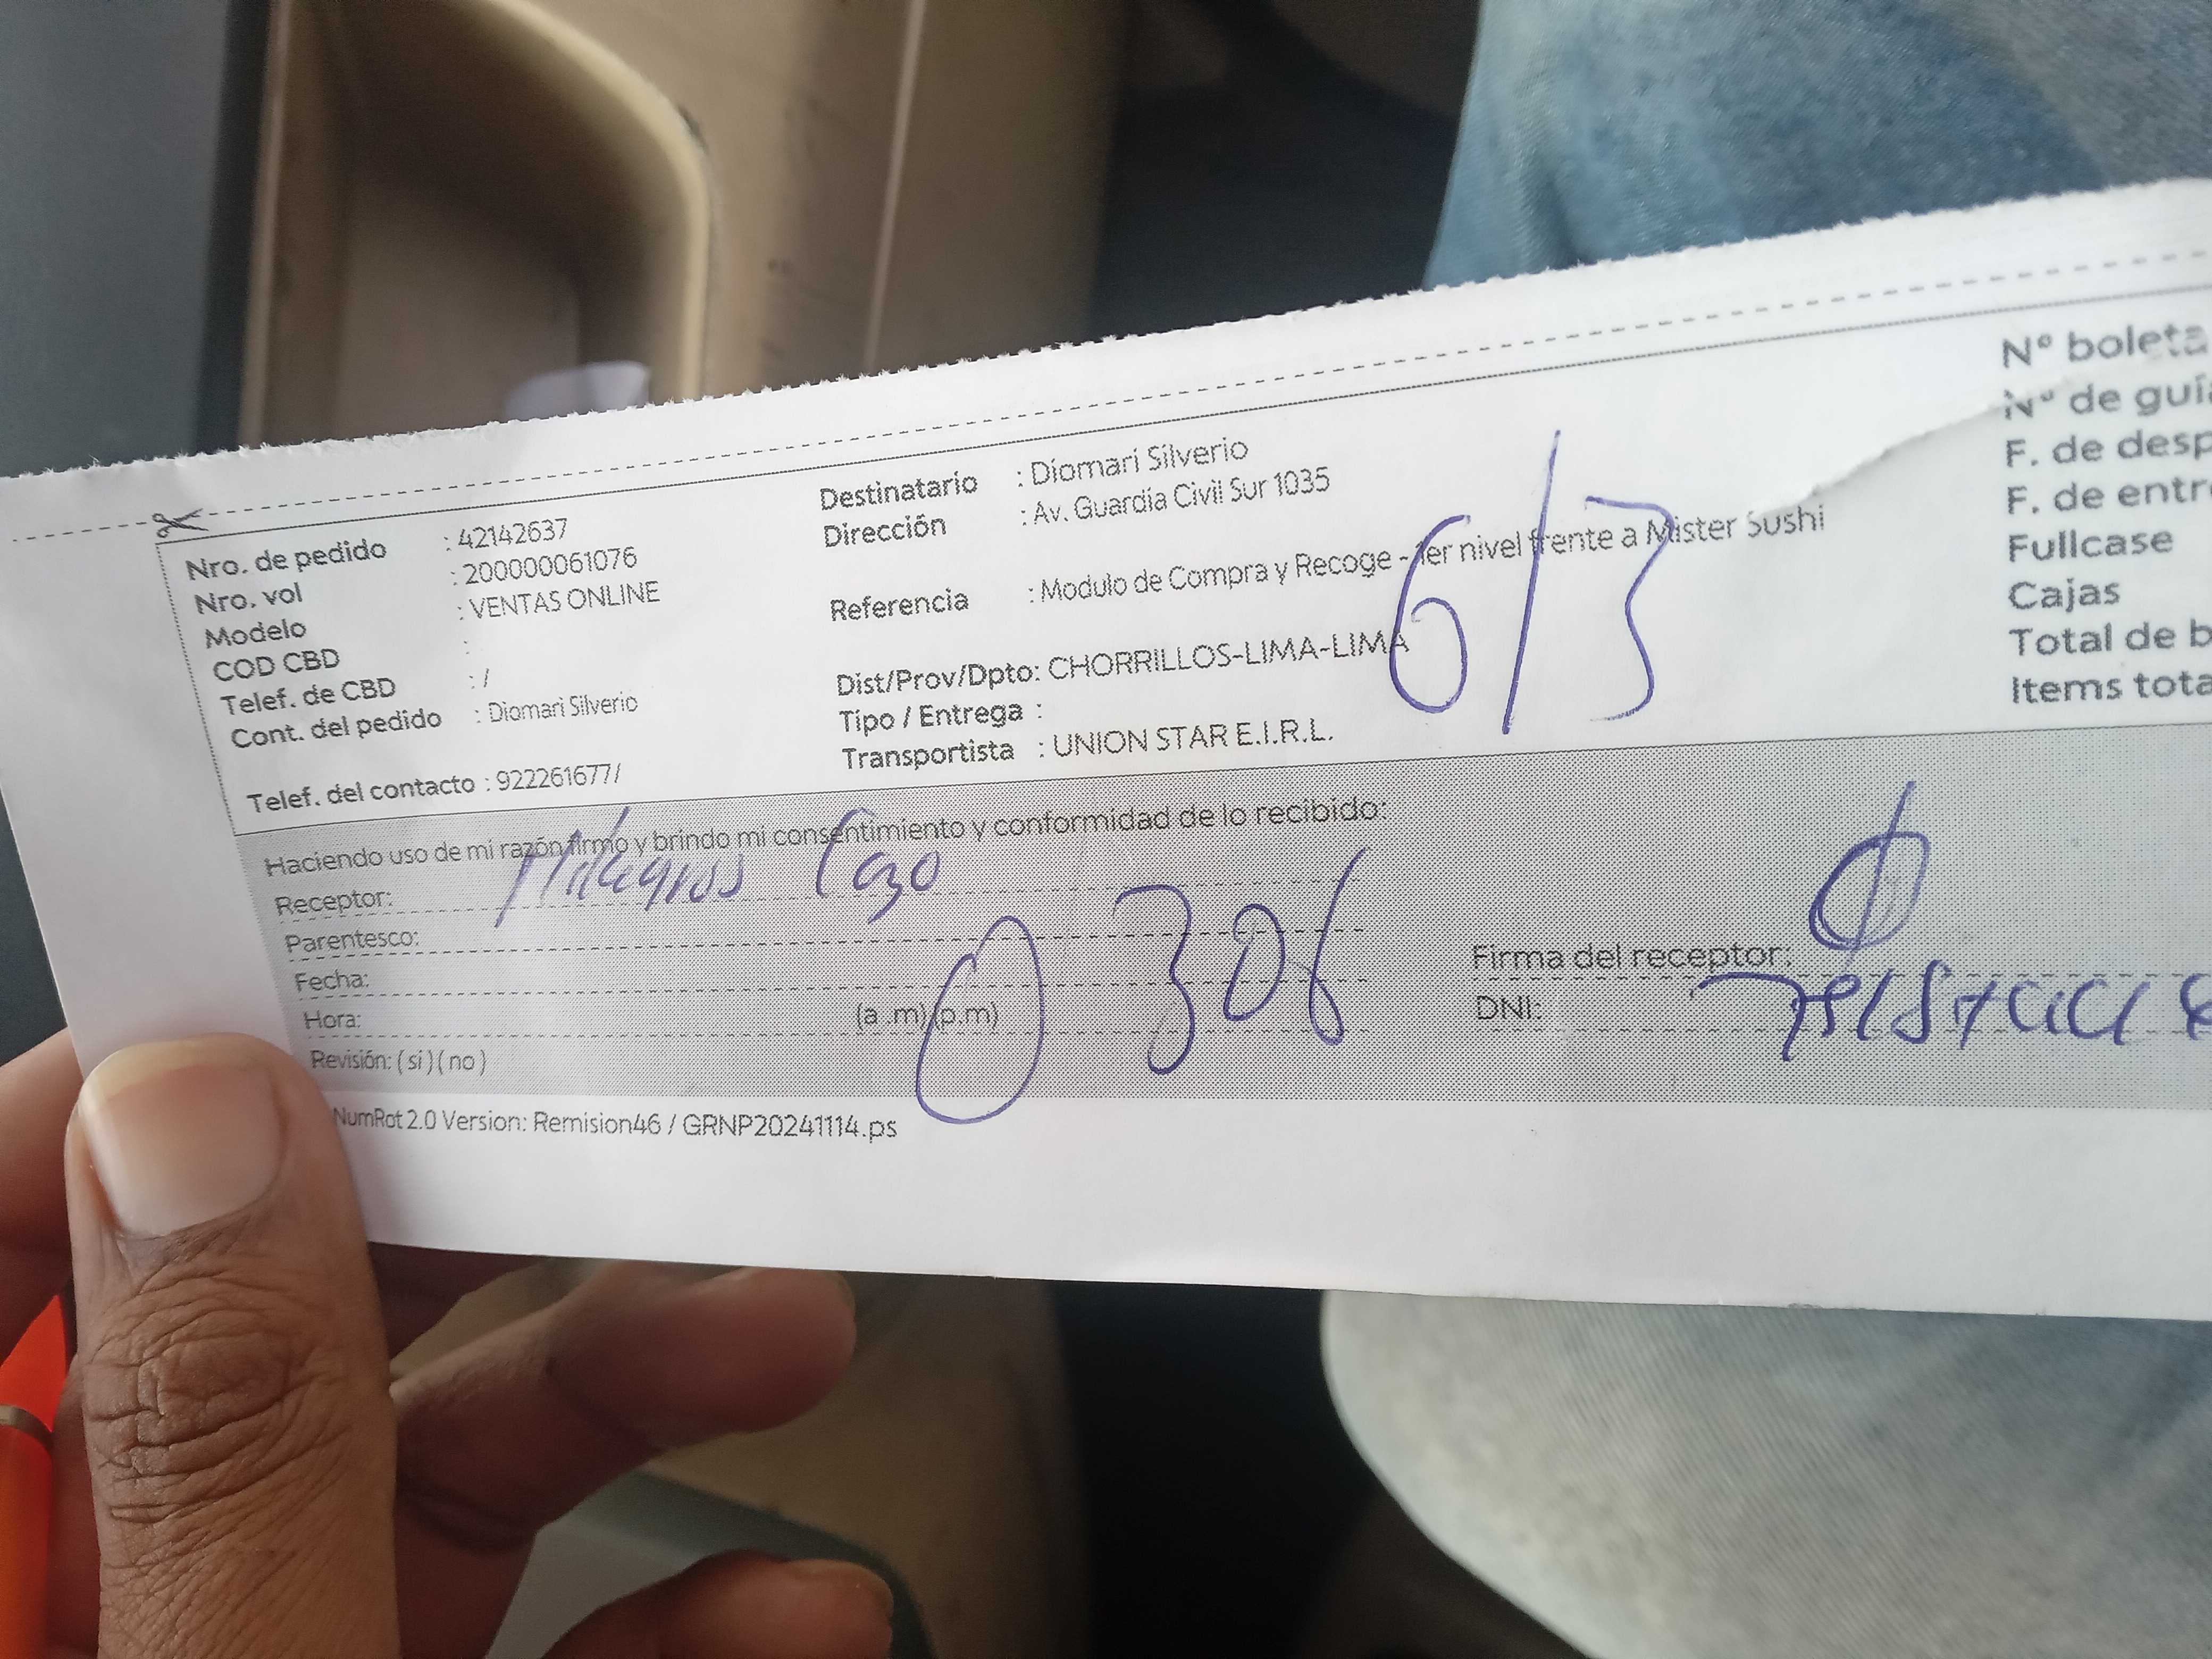 Nro. de pedido : 42142637
Nro. vol : 200000061076
Modelo : VENTAS ONLINE
COD CBD :
Telef. de CBD : /
Cont. del pedido : Diomari Silverio
Telef. del contacto : 922261677/
Destinatario : Diomari Silverio
Dirección : Av. Guardia Civil Sur 1035
Referencia : Modulo de Compra y Recoge - 1er nivel frente a Mister Sushi
Dist/Prov/Dpto: CHORRILLOS-LIMA-LIMA
Tipo / Entrega :
Transportista : UNION STAR E.I.R.L.
6/3
N° boleta
N° de guía
F. de desp
F. de entr
Fullcase
Cajas
Total de b
Items tota
Haciendo uso de mi razón firmo y brindo mi consentimiento y conformidad de lo recibido:
Receptor: Milagros
Parentesco:
Fecha:
Hora: (a .m) (p.m)
Revisión: ( si ) ( no )
306
Firma del receptor:
DNI:
NumRot 2.0 Version: Remision46 / GRNP20241114.ps